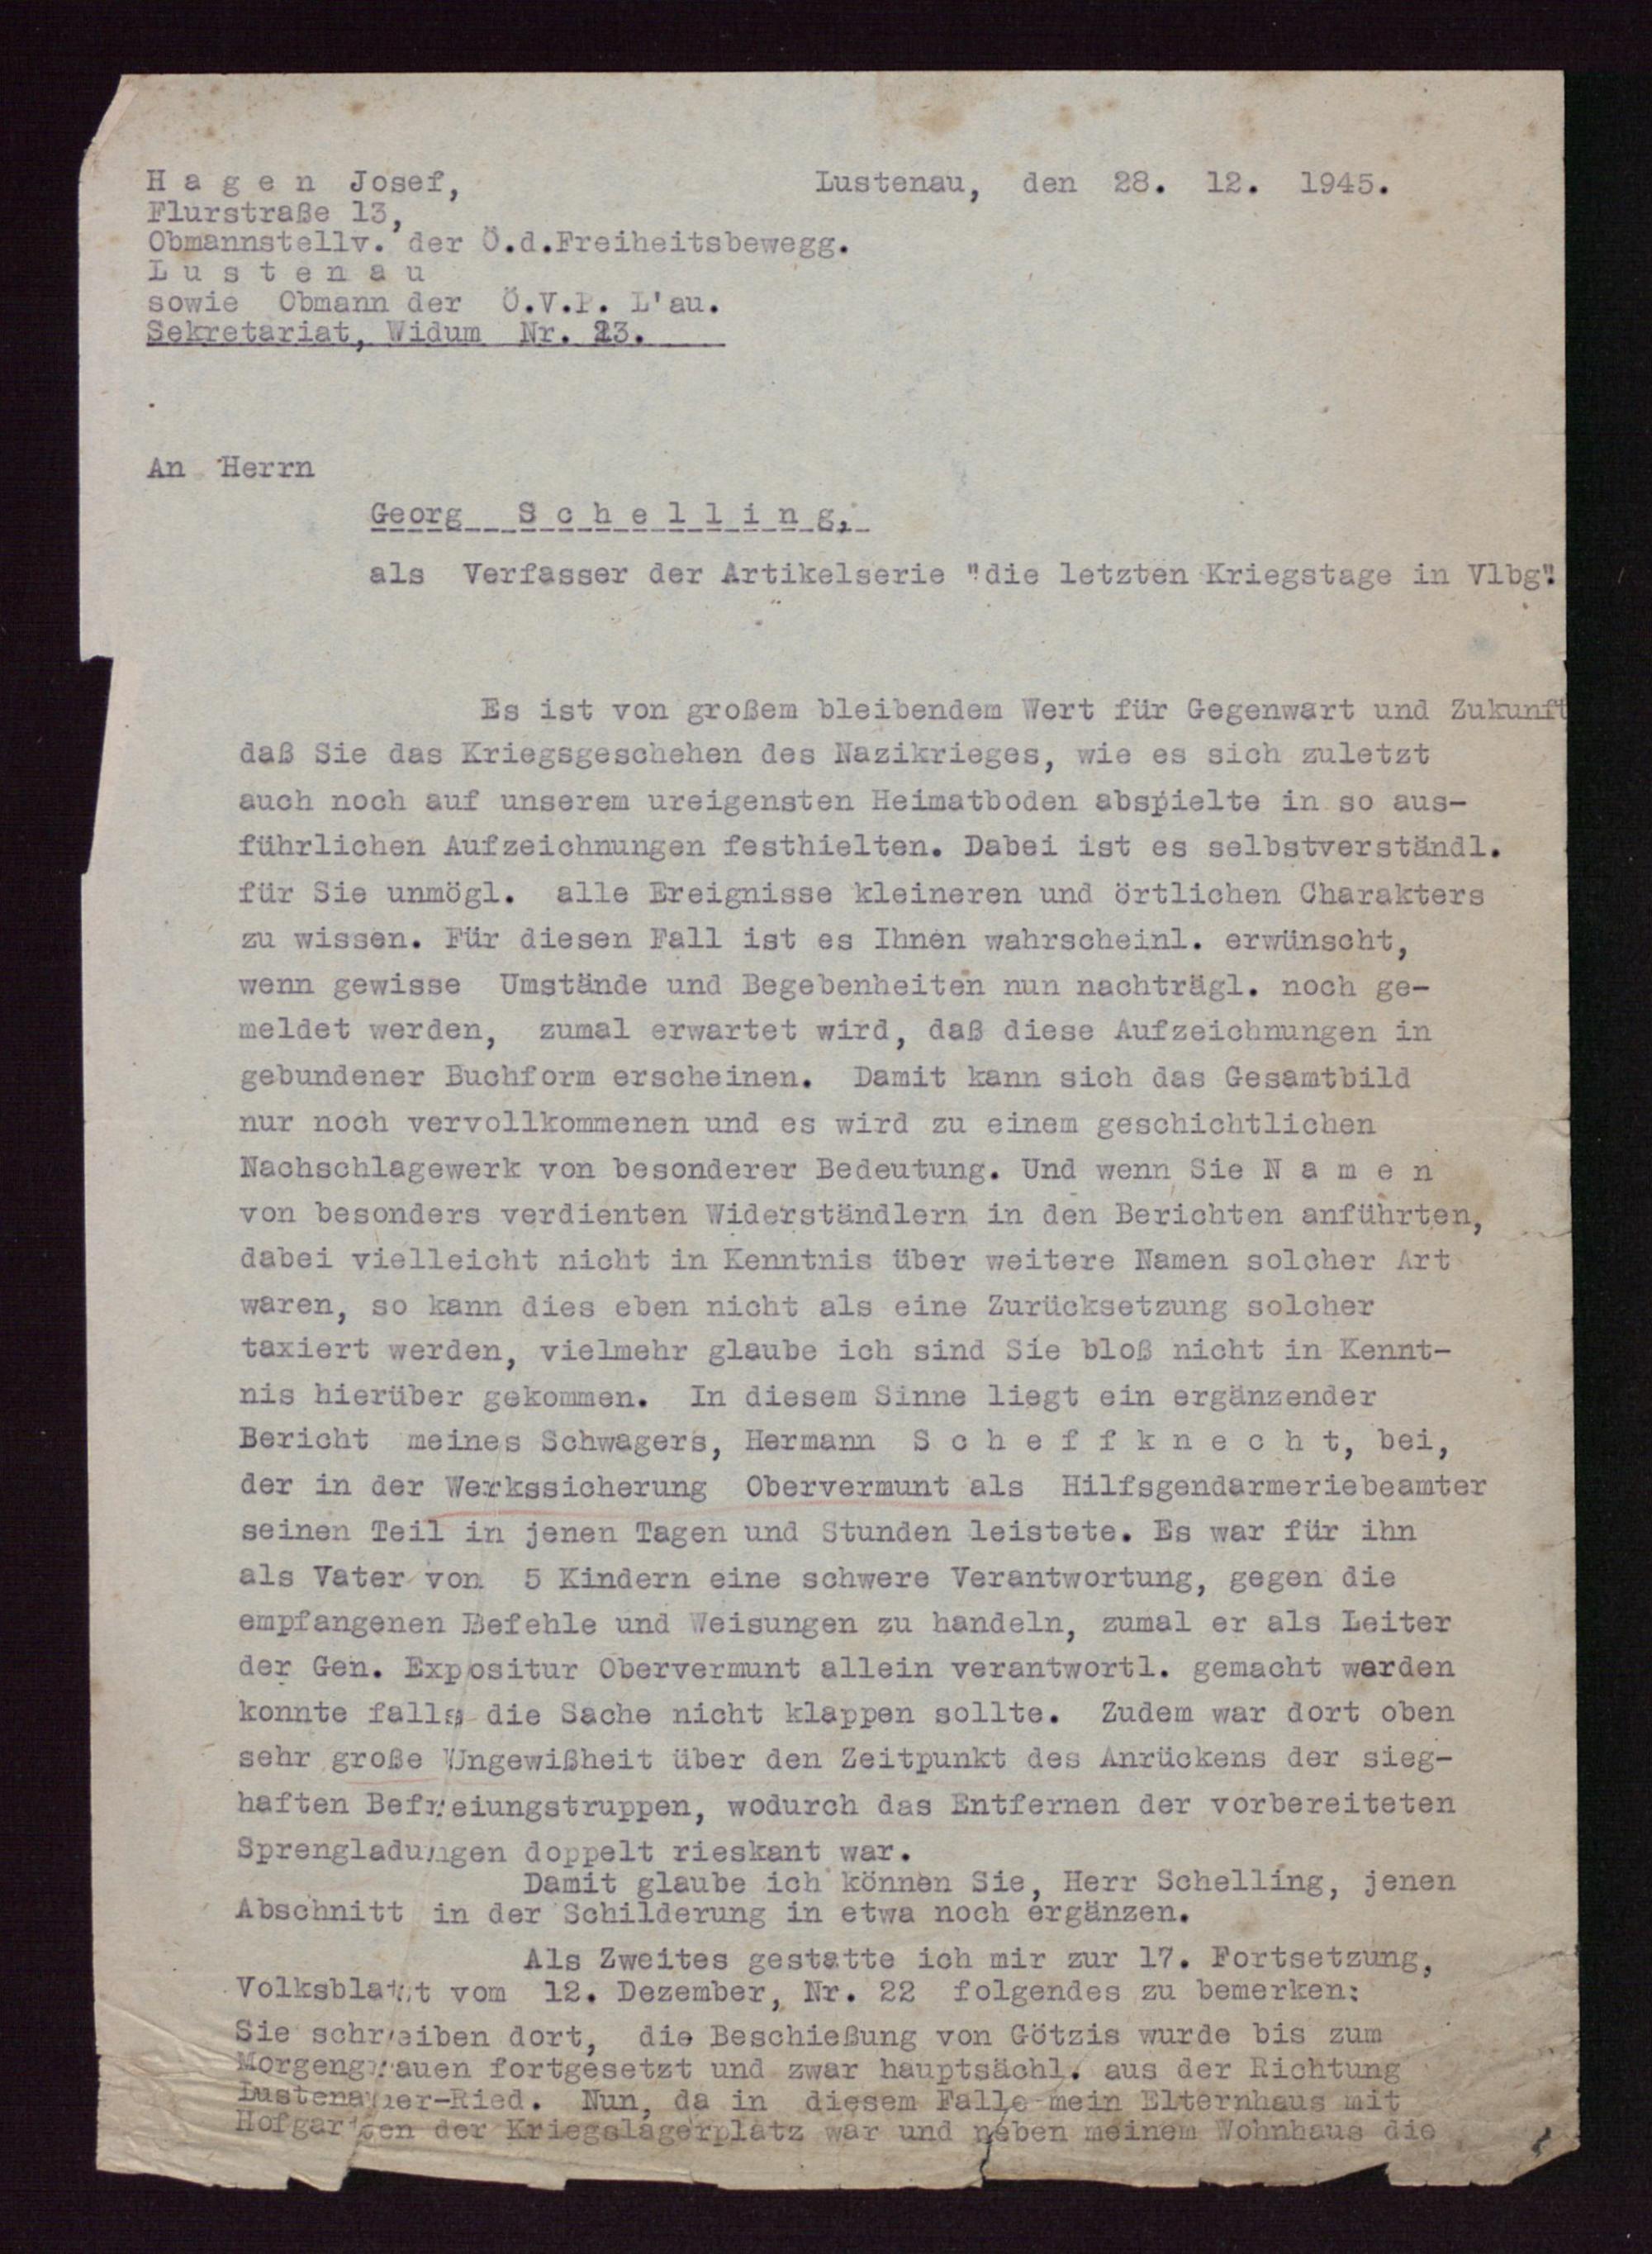 H a g e n  Josef,
Lustenau, den 28. 12. 1945.
Flurstraße 13,
Obmannstellv. der Ö.d.Freiheitsbewegg.
L u s t e n a u
sowie Obmann der Ö.V.P. L'au.
Sekretariat, Widum Nr. 23.
An Herrn
Georg S c h e l l i n g,
als Verfasser der Artikelserie "die letzten Kriegstage in Vlbg".
Es ist von großem bleibendem Wert für Gegenwart und Zukunft
daß Sie das Kriegsgeschehen des Nazikrieges, wie es sich zuletzt
auch noch auf unserem ureigensten Heimatboden abspielte in so aus-
führlichen Aufzeichnungen festhielten. Dabei ist es selbstverständl.
für Sie unmögl. alle Ereignisse kleineren und örtlichen Charakters
zu wissen. Für diesen Fall ist es Ihnen wahrscheinl. erwünscht,
wenn gewisse Umstände und Begebenheiten nun nachträgl. noch ge-
meldet werden, zumal erwartet wird, daß diese Aufzeichnungen in
gebundener Buchform erscheinen. Damit kann sich das Gesamtbild
nur noch vervollkommenen und es wird zu einem geschichtlichen
Nachschlagewerk von besonderer Bedeutung. Und wenn Sie N a m e n
von besonders verdienten Widerständlern in den Berichten anführten,
dabei vielleicht nicht in Kenntnis über weitere Namen solcher Art
waren, so kann dies eben nicht als eine Zurücksetzung solcher
taxiert werden, vielmehr glaube ich sind Sie bloß nicht in Kennt-
nis hierüber gekommen. In diesem Sinne liegt ein ergänzender
Bericht meines Schwagers, Hermann S c h e f f k n e c h t, bei,
der in der Werkssicherung Obervermunt als Hilfsgendarmeriebeamter
seinen Teil in jenen Tagen und Stunden leistete. Es war für ihn
als Vater von 5 Kindern eine schwere Verantwortung, gegen die
empfangenen Befehle und Weisungen zu handeln, zumal er als Leiter
der Gen. Expositur Obervermunt allein verantwortl. gemacht werden
konnte falls die Sache nicht klappen sollte. Zudem war dort oben
sehr große Ungewißheit über den Zeitpunkt des Anrückens der sieg-
haften Befreiungstruppen, wodurch das Entfernen der vorbereiteten
Sprengladungen doppelt rieskant war.
Damit glaube ich können Sie, Herr Schelling, jenen
Abschnitt in der Schilderung in etwa noch ergänzen.
Als Zweites gestatte ich mir zur 17. Fortsetzung,
Volksblatt vom 12. Dezember, Nr. 22 folgendes zu bemerken:
Sie schreiben dort, die Beschießung von Götzis wurde bis zum
Morgengrauen fortgesetzt und zwar hauptsächl. aus der Richtung
Lustenauer-Ried. Nun, da in diesem Falle mein Elternhaus mit
Hofgarten der Kriegslagerplatz war und neben meinem Wohnhaus die